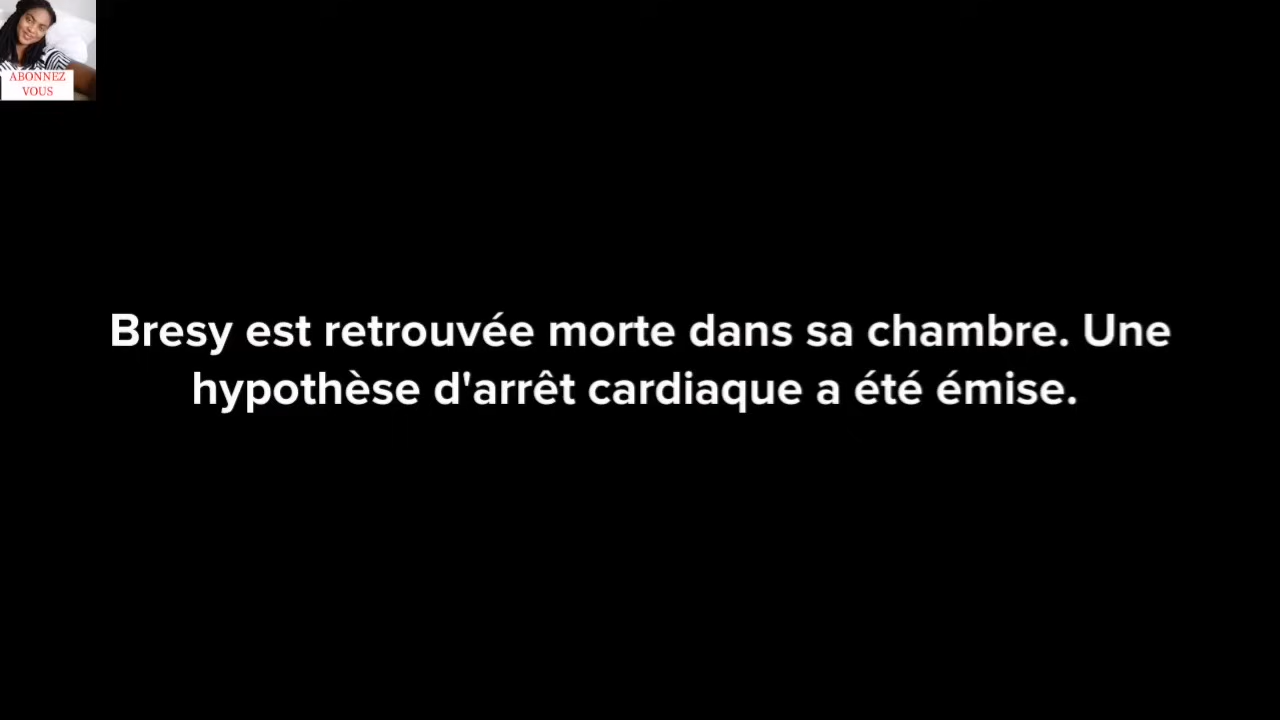 ABONNEZ
VOUS
Bresy est retrouvée morte dans sa chambre. Une
hypothèse d'arrêt cardiaque a été émise.